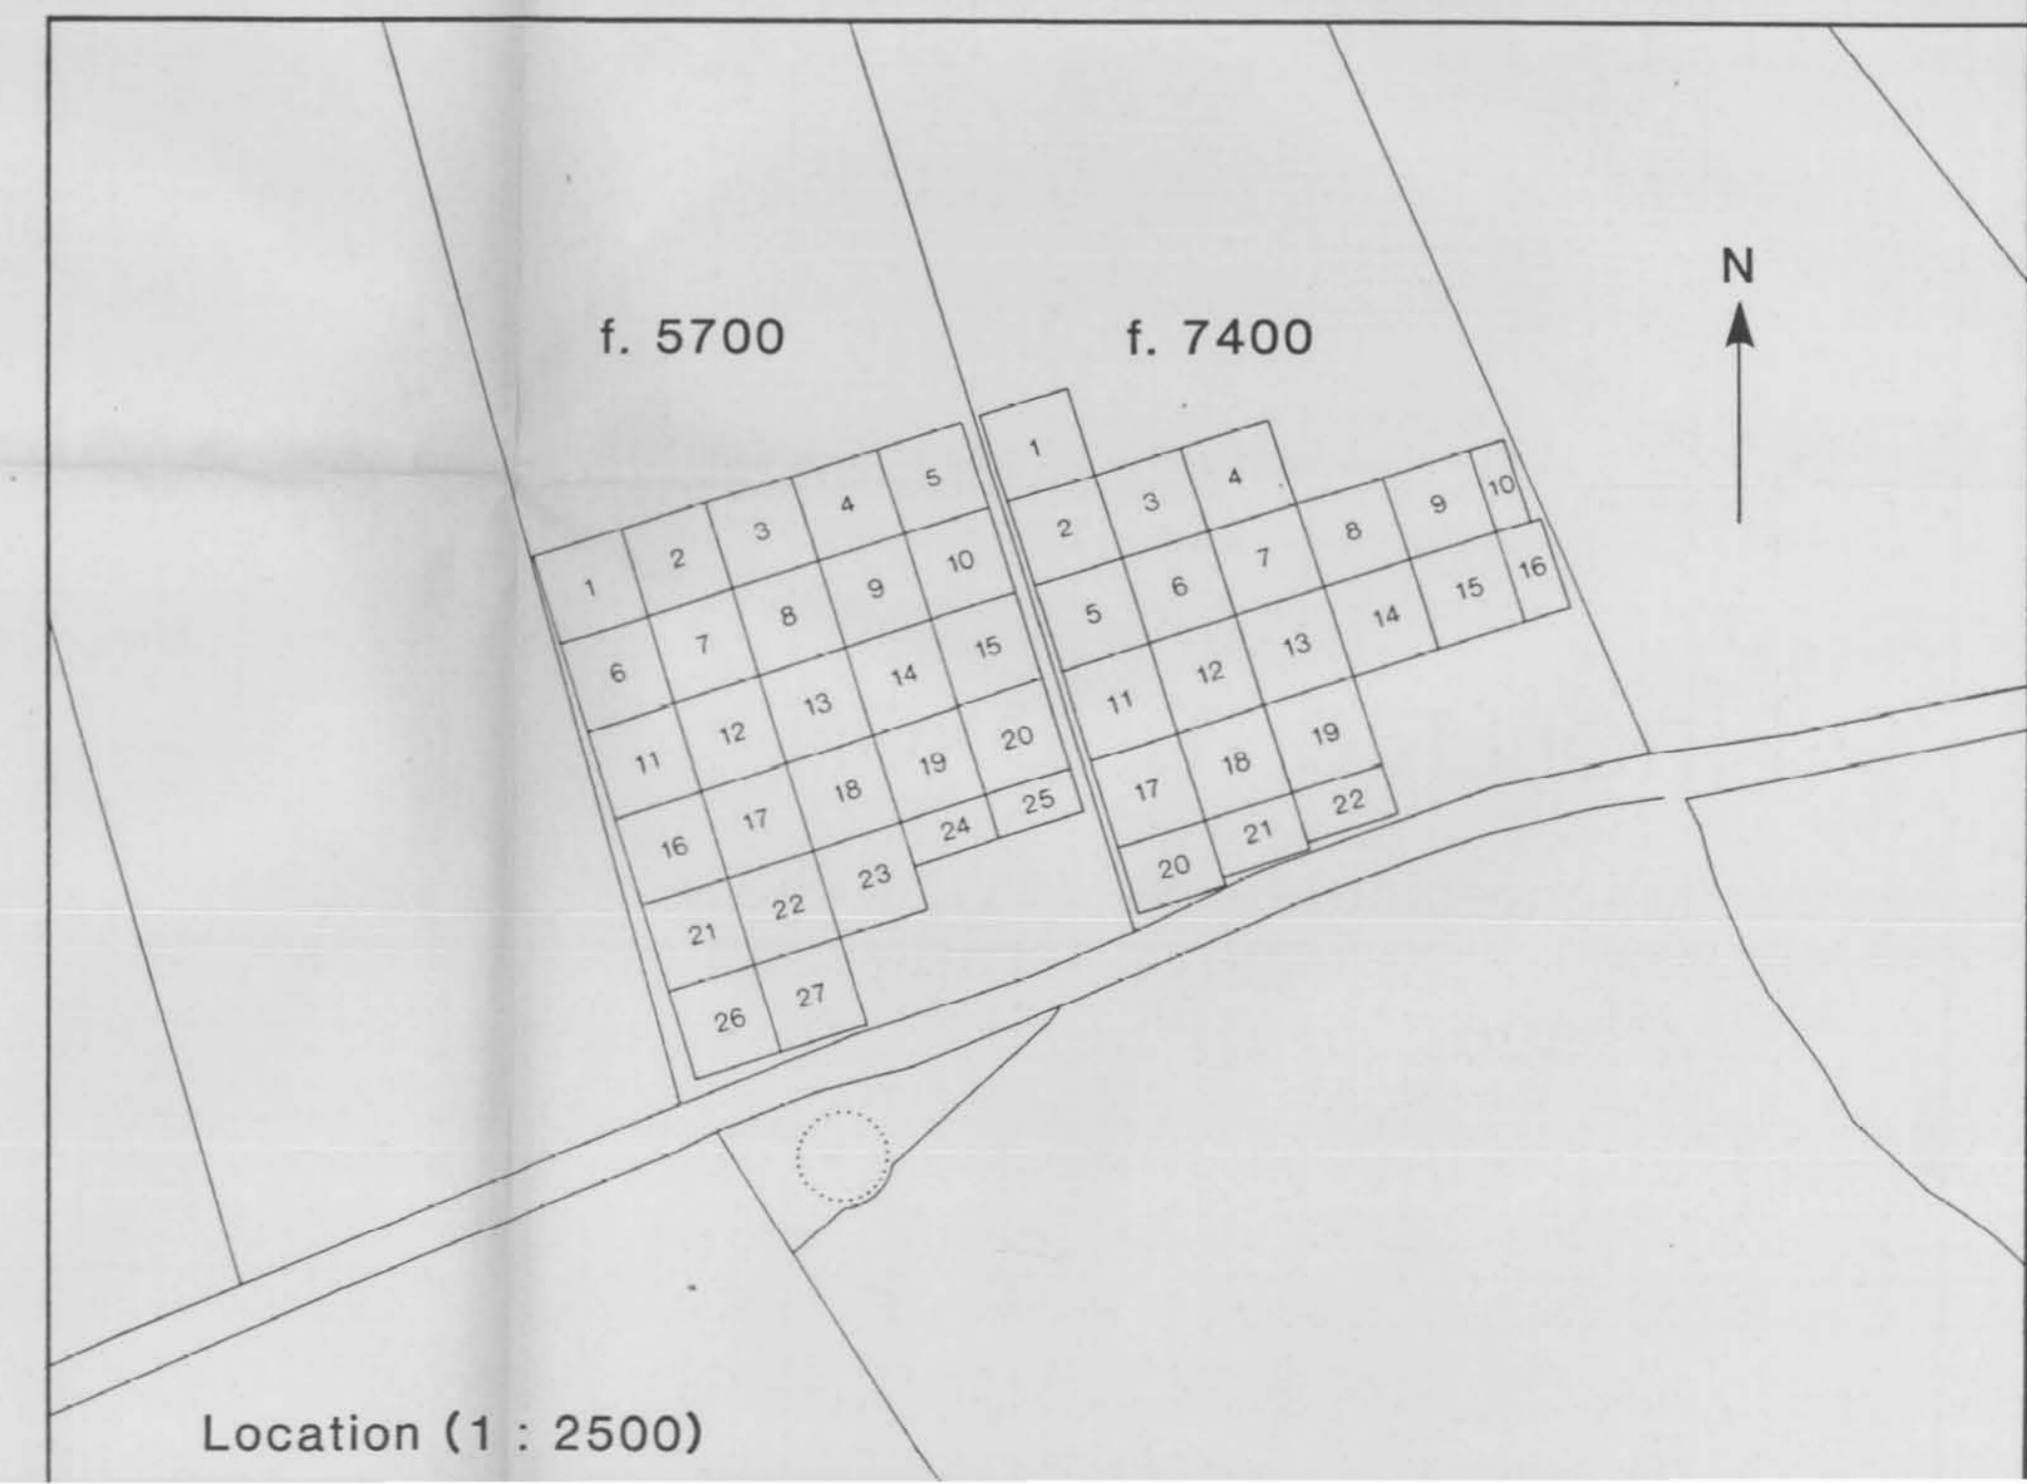 N
f. 5700
f. 7400
1 2 3 4 5
6 7 8 9 10
11 12 13 14 15
16 17 18 19 20
21 22 23 24 25
26 27
1
2 3 4
5 6 7 8 9 10
11 12 13 14 15 16
17 18 19
20 21 22
Location (1 : 2500)